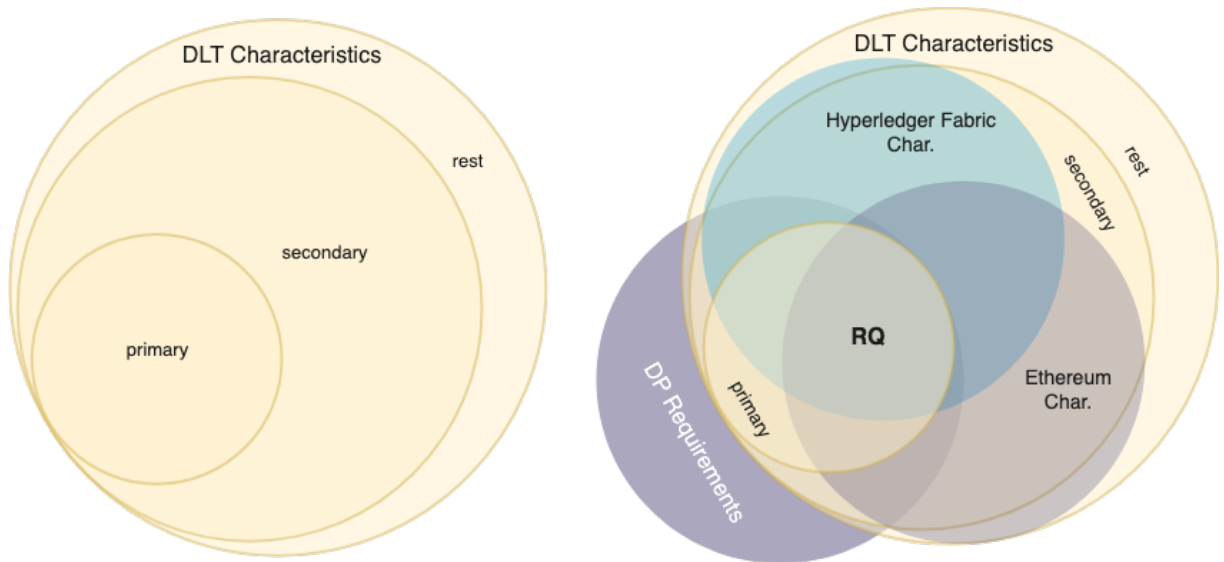 DLT Characteristics
rest
secondary
primary
DLT Characteristics
Hyperledger Fabric
Char.
rest
secondary
RQ
Ethereum
Char.
primary
DP Requirements